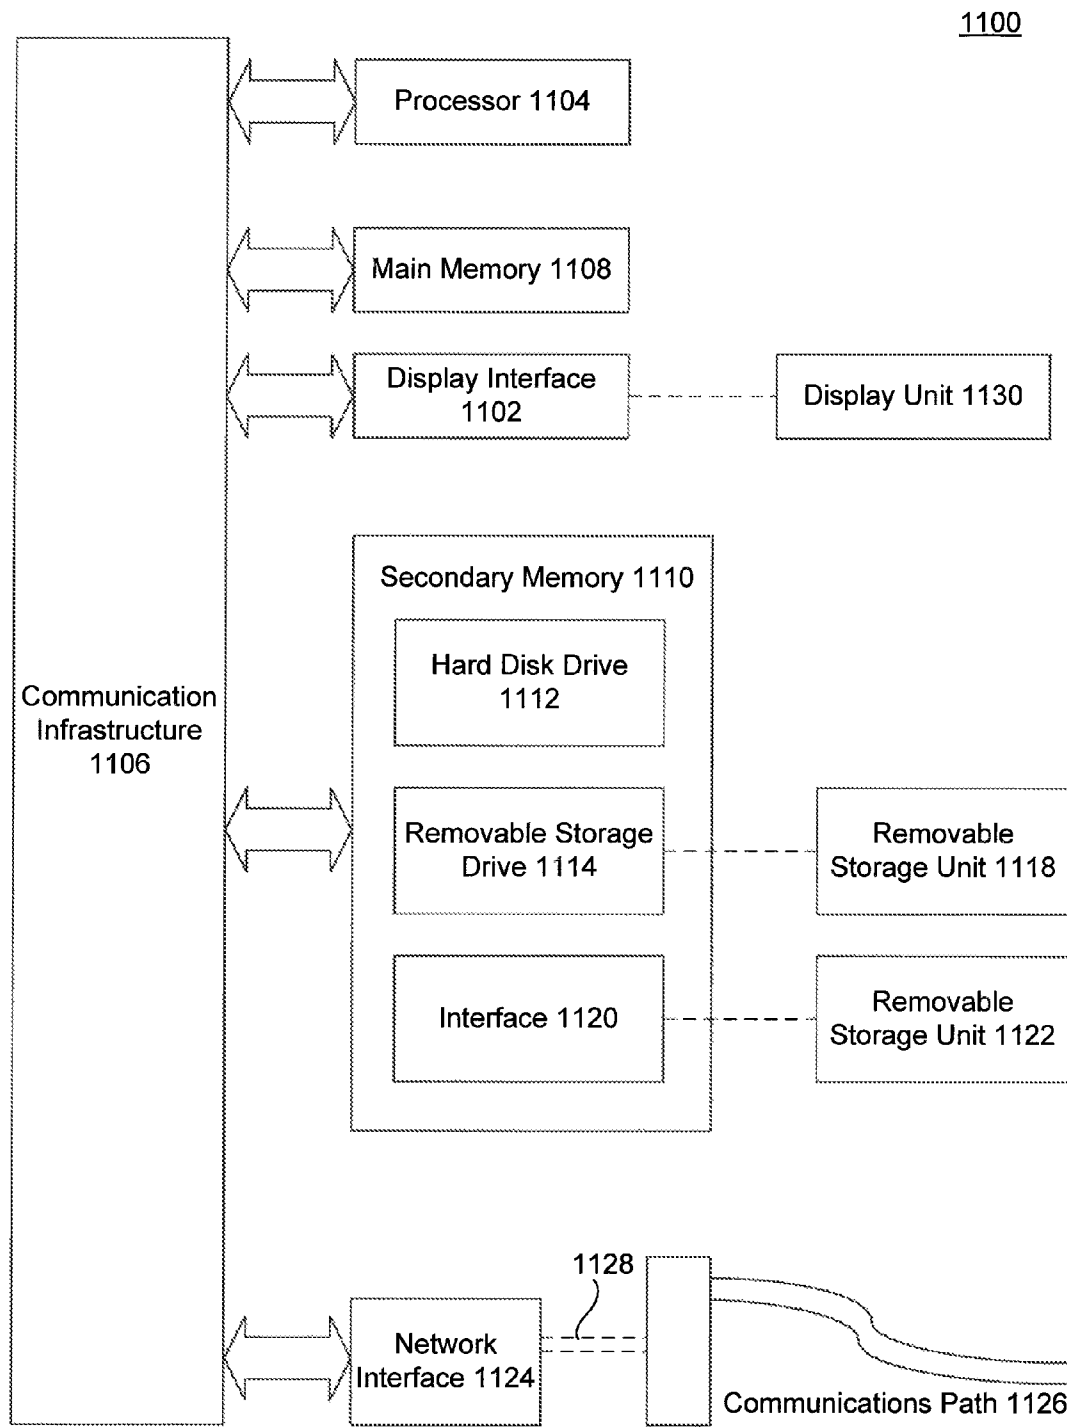 1100
Processor 1104
Main Memory 1108
Display Interface
1102
Display Unit 1130
Secondary Memory 1110
Hard Disk Drive
1112
Communication
Infrastructure
1106
Removable Storage
Drive 1114
Removable
Storage Unit 1118
Interface 1120
Removable
Storage Unit 1122
1128
Network
Interface 1124
Communications Path 1126